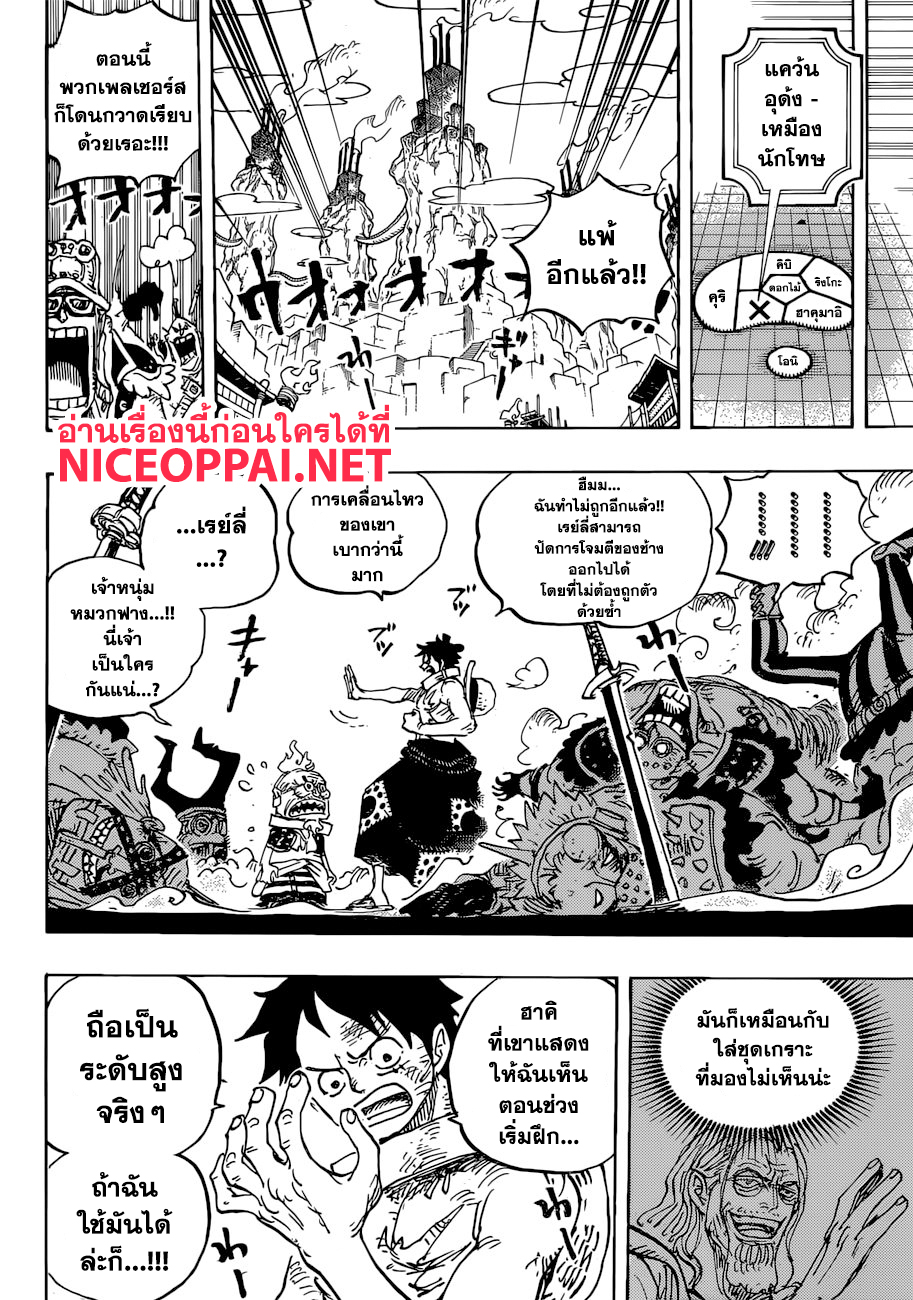 แคว้น
อุด้ง -
เหมือง
นักโทษ
คุริ
คิบิ
ดอกไม้
ริงโกะ
ฮาคุมาอิ
โอนิ
แพ้
อีกแล้ว!!
ตอนนี้
พวกเพลเซอร์ส
ก็โดนกวาดเรียบ
ด้วยเรอะ!!!
อ่านเรื่องนี้ก่อนใครได้ที่
NICEOPPAI.NET
ฮืมม...
ฉันทำไม่ถูกอีกแล้ว!!
เรย์ลี่สามารถ
ปัดการโจมตีของช้าง
ออกไปได้
โดยที่ไม่ต้องถูกตัว
ด้วยซ้ำ
การเคลื่อนไหว
ของเขา
เบากว่านี้
มาก
...เรย์ลี่
...?
เจ้าหนุ่ม
หมวกฟาง...!!
นี่เจ้า
เป็นใคร
กันแน่...?
มันก็เหมือนกับ
ใส่ชุดเกราะ
ที่มองไม่เห็นน่ะ
ฮาคิ
ที่เขาแสดง
ให้ฉันเห็น
ตอนช่วง
เริ่มฝึก...
ถือเป็น
ระดับสูง
จริงๆ
ถ้าฉัน
ใช้มันได้
ล่ะก็...!!!